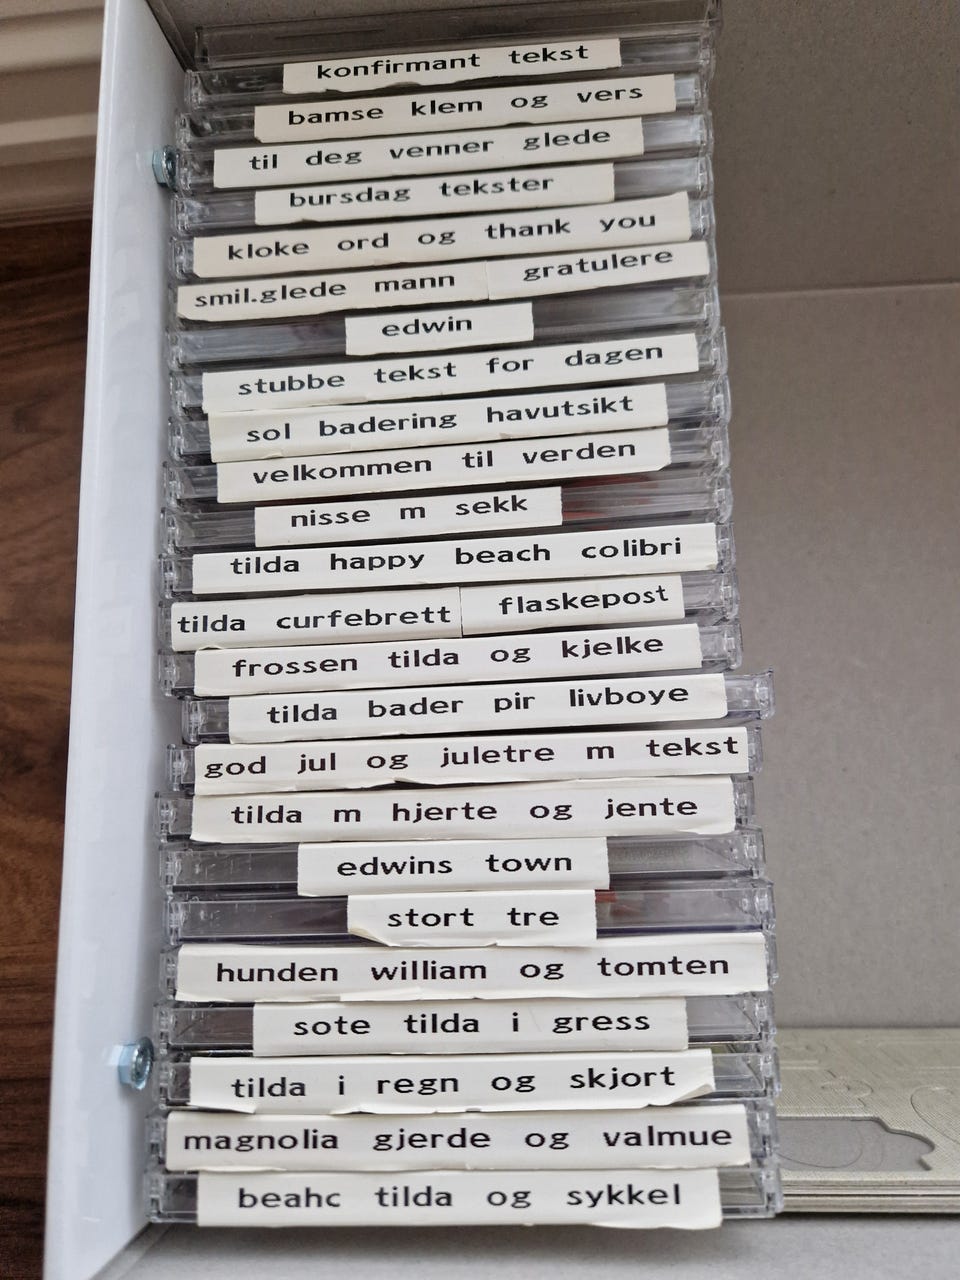 konfirmant tekst
bamse klem og vers
til deg venner glede
bursdag tekster
kloke ord og thank you
smil.glede mann gratulere
edwin
stubbe tekst for dagen
sol badering havutsikt
velkommen til verden
nisse m sekk
tilda happy beach colibri
tilda curfebrett flaskepost
frossen tilda og kjelke
tilda bader pir livboye
god jul og juletre m tekst
tilda m hjerte og jente
edwins town
stort tre
hunden william og tomten
sote tilda i gress
tilda i regn og skjort
magnolia gjerde og valmue
beahc tilda og sykkel